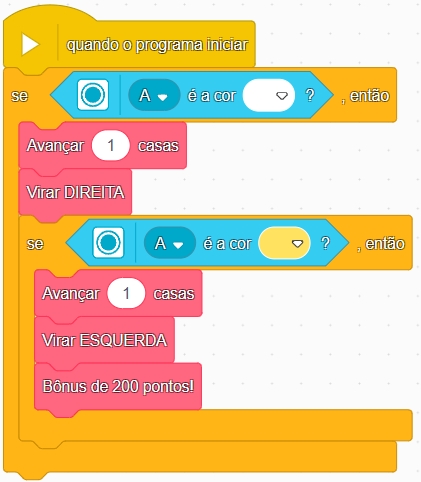 quando o programa iniciar
se A é a cor ? , então
Avançar 1 casas
Virar DIREITA
se A é a cor ? , então
Avançar 1 casas
Virar ESQUERDA
Bônus de 200 pontos!